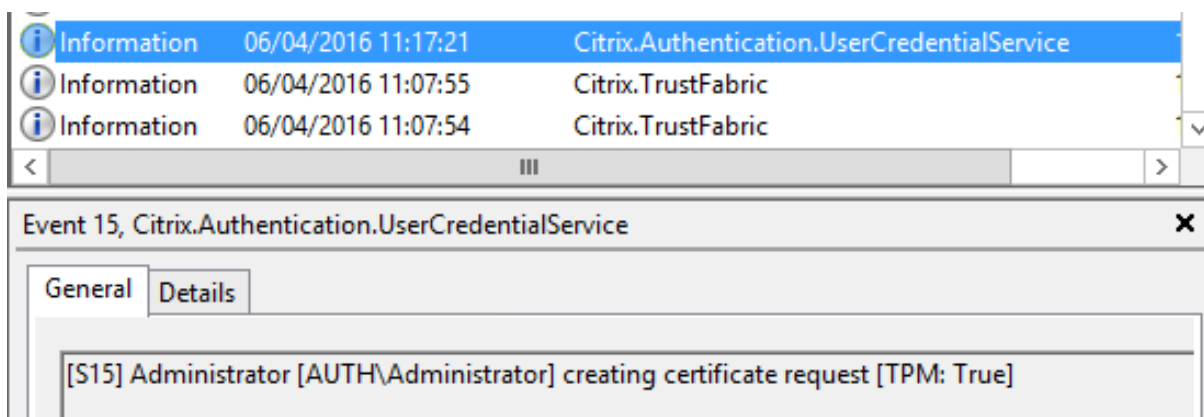 Information 06/04/2016 11:17:21 Citrix.Authentication.UserCredentialService
Information 06/04/2016 11:07:55 Citrix.TrustFabric
Information 06/04/2016 11:07:54 Citrix.TrustFabric
Event 15, Citrix.Authentication.UserCredentialService
General Details
[S15] Administrator [AUTH\Administrator] creating certificate request [TPM: True]